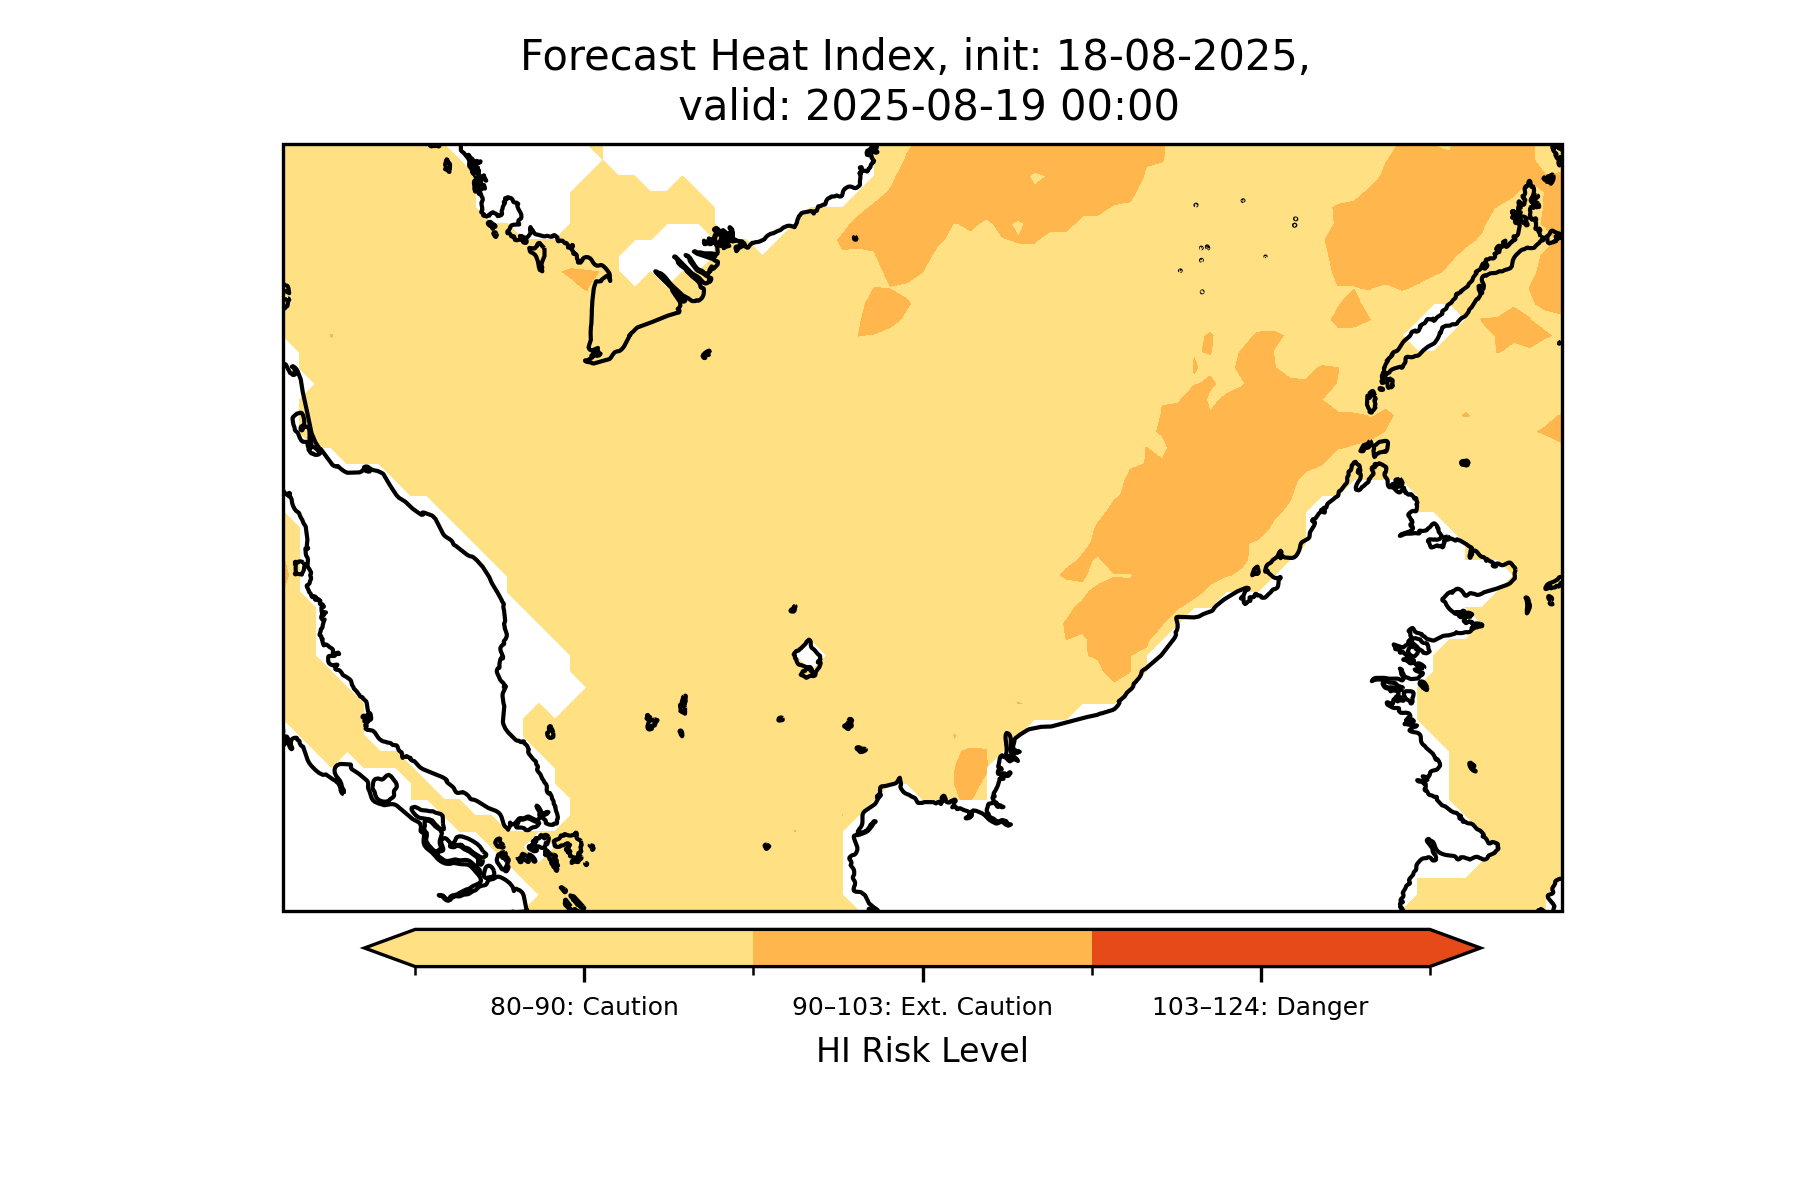 Forecast Heat Index, init: 18-08-2025,
valid: 2025-08-19 00:00
80–90: Caution
90–103: Ext. Caution
103–124: Danger
HI Risk Level